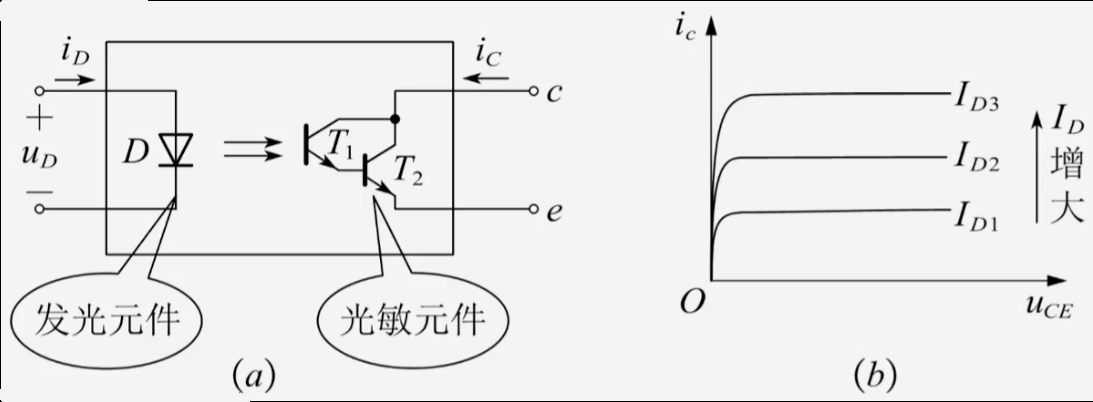 i_D
i_C
c
+
u_D
−
D
T_1
T_2
e
发光元件
光敏元件
(a)
i_c
I_{D3}
I_{D2}
I_{D1}
I_D
增
大
O
u_{CE}
(b)